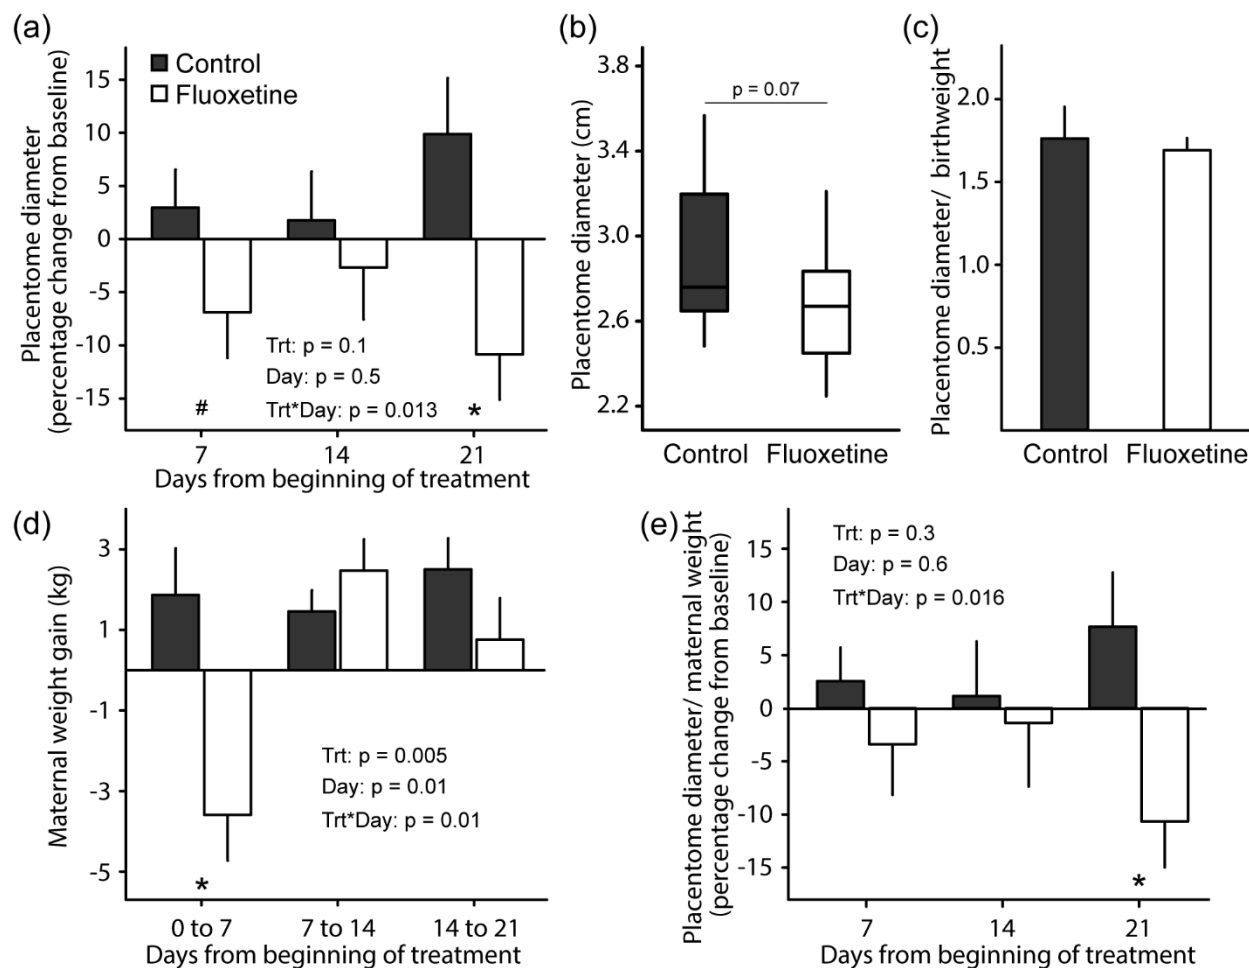 (a)
Placentome diameter
(percentage change from baseline)
15
10
5
0
-5
-10
-15
Control
Fluoxetine
Trt: p = 0.1
Day: p = 0.5
Trt*Day: p = 0.013
#
*
7
14
21
Days from beginning of treatment
(b)
Placentome diameter (cm)
3.8
3.4
3.0
2.6
2.2
p = 0.07
Control
Fluoxetine
(c)
Placentome diameter/ birthweight
2.0
1.5
1.0
0.5
Control
Fluoxetine
(d)
Maternal weight gain (kg)
3
1
-1
-3
-5
Trt: p = 0.005
Day: p = 0.01
Trt*Day: p = 0.01
*
0 to 7
7 to 14
14 to 21
Days from beginning of treatment
(e)
Placentome diameter/ maternal weight
(percentage change from baseline)
15
10
5
0
-5
-10
-15
Trt: p = 0.3
Day: p = 0.6
Trt*Day: p = 0.016
*
7
14
21
Days from beginning of treatment